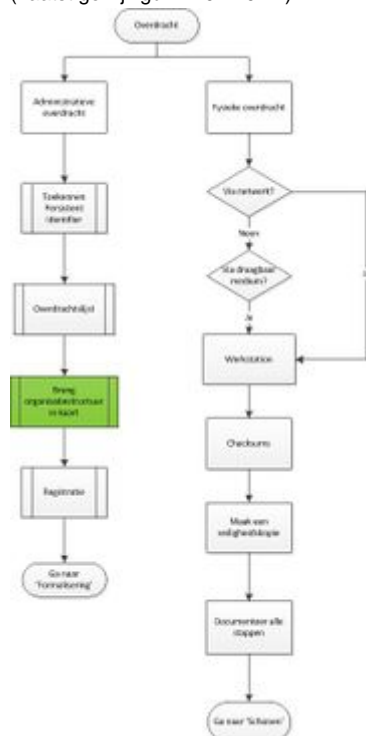 Overdracht
Administratieve
overdracht
Fysieke overdracht
Toekennen
Persistent
Identifier
Via netwerk?
Neen
Via draagbaar
medium?
Overdrachtslijst
Ja
Workstation
Breng
organisatiestructuur
in kaart
Checksums
Registratie
Maak een
veiligheidskopie
Ga naar
'Formalisering'
Documenteer alle
stappen
Ga naar 'Schonen'